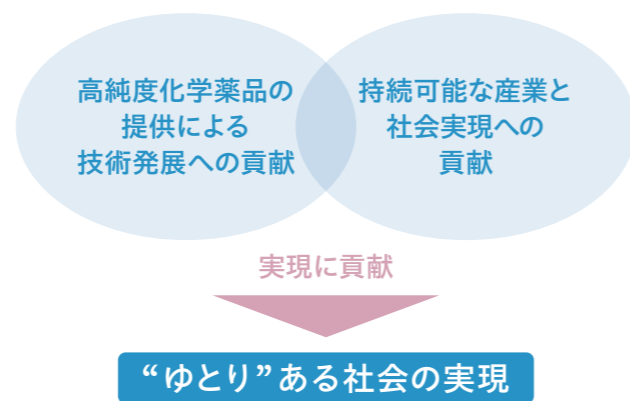 高純度化学薬品の
提供による
技術発展への貢献
持続可能な産業と
社会実現への
貢献
実現に貢献
“ゆとり”ある社会の実現